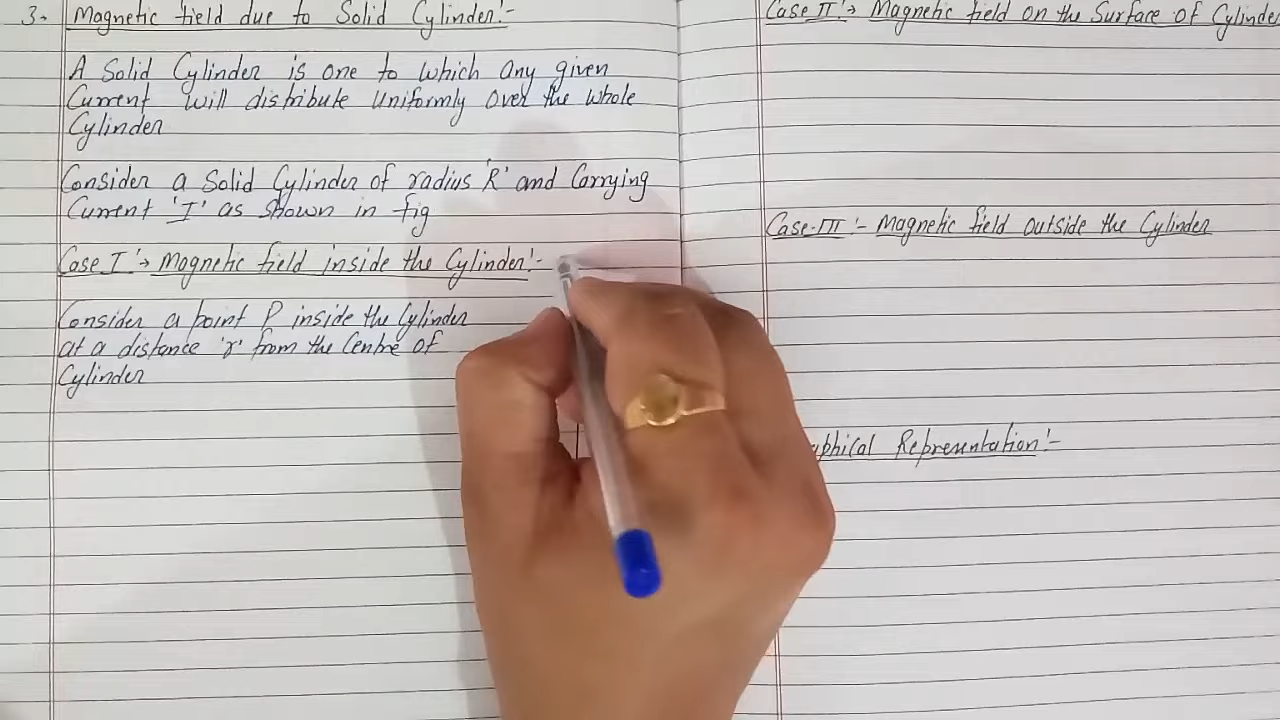 3. Magnetic field due to Solid Cylinder:-
A Solid Cylinder is one to which any given
Current will distribute uniformly over the whole
Cylinder
Consider a Solid Cylinder of radius 'R' and Carrying
Current 'I' as shown in fig
Case I :→ Magnetic field inside the Cylinder:-
Consider a point P inside the Cylinder
at a distance 'r' from the Centre of
Cylinder
Case II :→ Magnetic field on the Surface of Cylinde
Case-III :- Magnetic field outside the Cylinder
aphical Representation:-